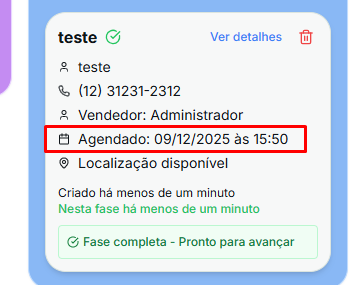 teste
Ver detalhes
teste
(12) 31231-2312
Vendedor: Administrador
Agendado: 09/12/2025 às 15:50
Localização disponível
Criado há menos de um minuto
Nesta fase há menos de um minuto
Fase completa - Pronto para avançar